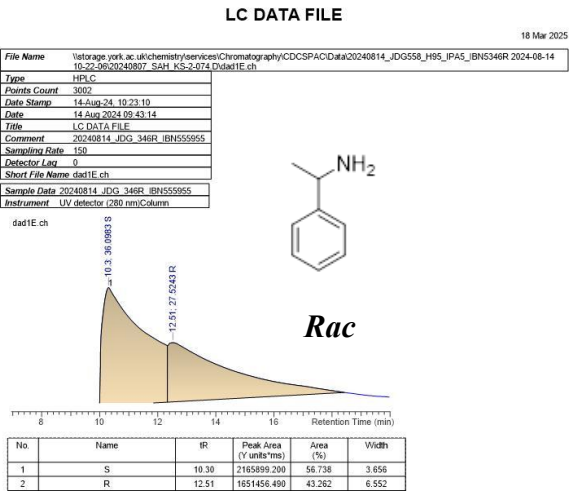 LC DATA FILE
18 Mar 2025
File Name \\storage.york.ac.uk\chemistry\services\Chromatography\CDCSPAC\Data\20240814_JDG558_H95_IPA5_IBN5346R 2024-08-14
10-22-06\20240807_SAH_KS-2-074.D\dad1E.ch
Type HPLC
Points Count 3002
Date Stamp 14-Aug-24, 10:23:10
Date 14 Aug 2024 09:43:14
Title LC DATA FILE
Comment 20240814_JDG_346R_IBN555955
Sampling Rate 150
Detector Lag 0
Short File Name dad1E.ch
Sample Data 20240814_JDG_346R_IBN555955
Instrument UV detector (280 nm)Column
dad1E.ch
10.3; 36.0983 S
12.51; 27.5243 R
NH2
Rac
8 10 12 14 16 Retention Time (min)
No. Name tR Peak Area (Y units*ms) Area (%) Width
1 S 10.30 2165899.200 56.738 3.656
2 R 12.51 1651456.490 43.262 6.552